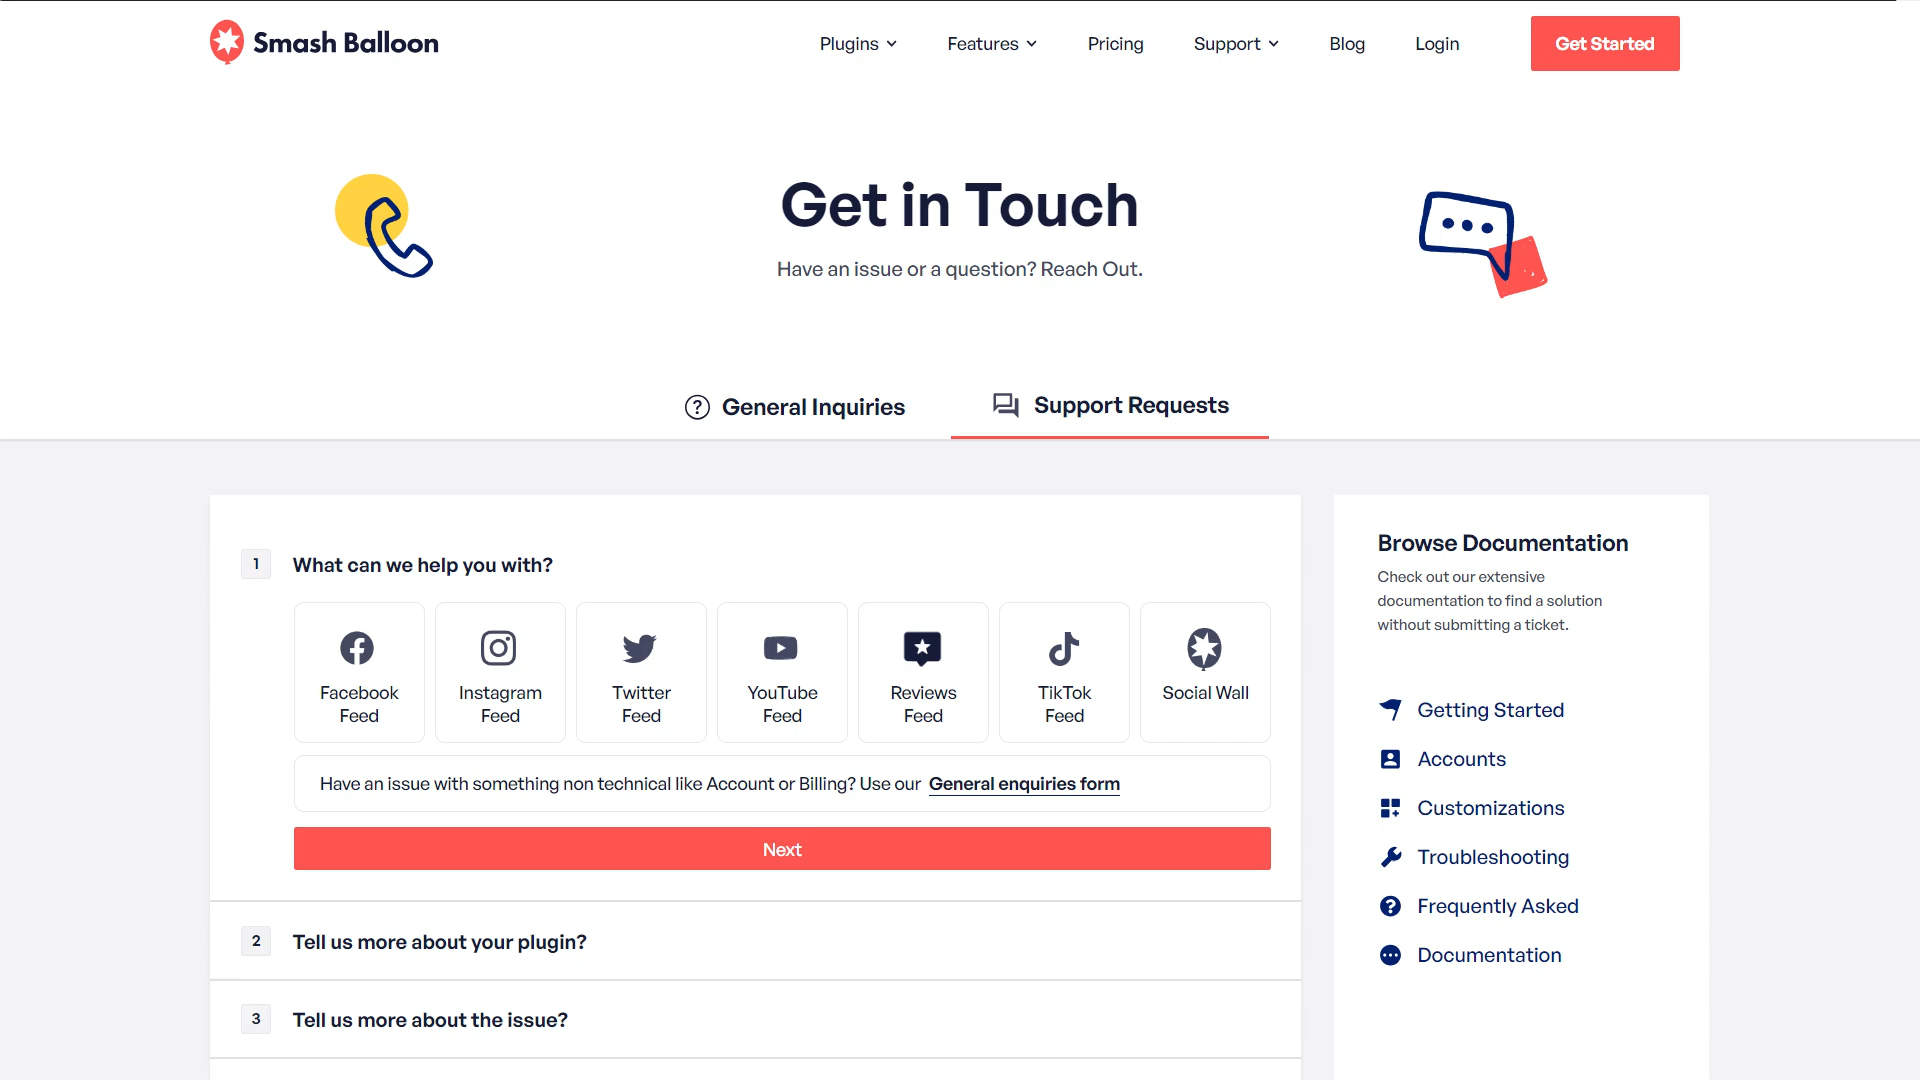 Smash Balloon
Plugins
Features
Pricing
Support
Blog
Login
Get Started
Get in Touch
Have an issue or a question? Reach Out.
General Inquiries
Support Requests
1
What can we help you with?
Facebook
Feed
Instagram
Feed
Twitter
Feed
YouTube
Feed
Reviews
Feed
TikTok
Feed
Social Wall
Have an issue with something non technical like Account or Billing? Use our General enquiries form
Next
2
Tell us more about your plugin?
3
Tell us more about the issue?
Browse Documentation
Check out our extensive
documentation to find a solution
without submitting a ticket.
Getting Started
Accounts
Customizations
Troubleshooting
Frequently Asked
Documentation